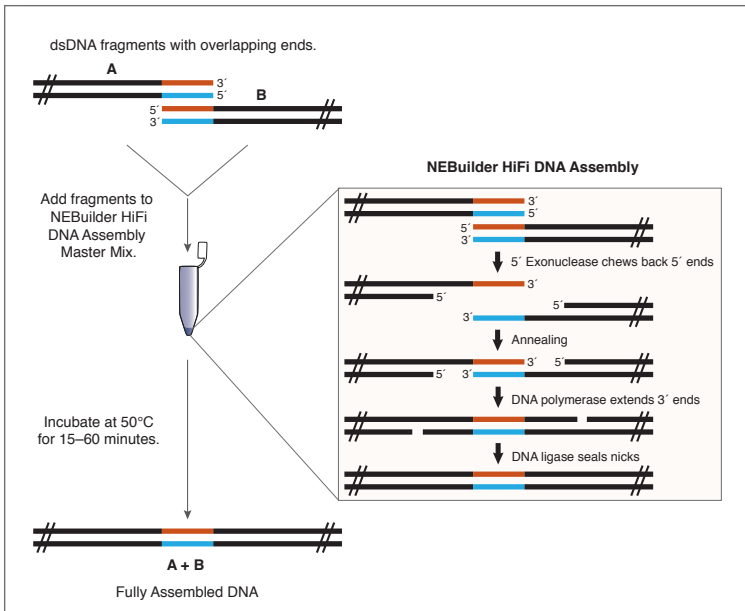 dsDNA fragments with overlapping ends.
A
3´
5´
5´
B
3´
Add fragments to
NEBuilder HiFi
DNA Assembly
Master Mix.
Incubate at 50°C
for 15–60 minutes.
A + B
Fully Assembled DNA
NEBuilder HiFi DNA Assembly
3´
5´
5´
3´
5´ Exonuclease chews back 5´ ends
3´
5´
5´
3´
Annealing
3´ 5´
5´ 3´
DNA polymerase extends 3´ ends
DNA ligase seals nicks